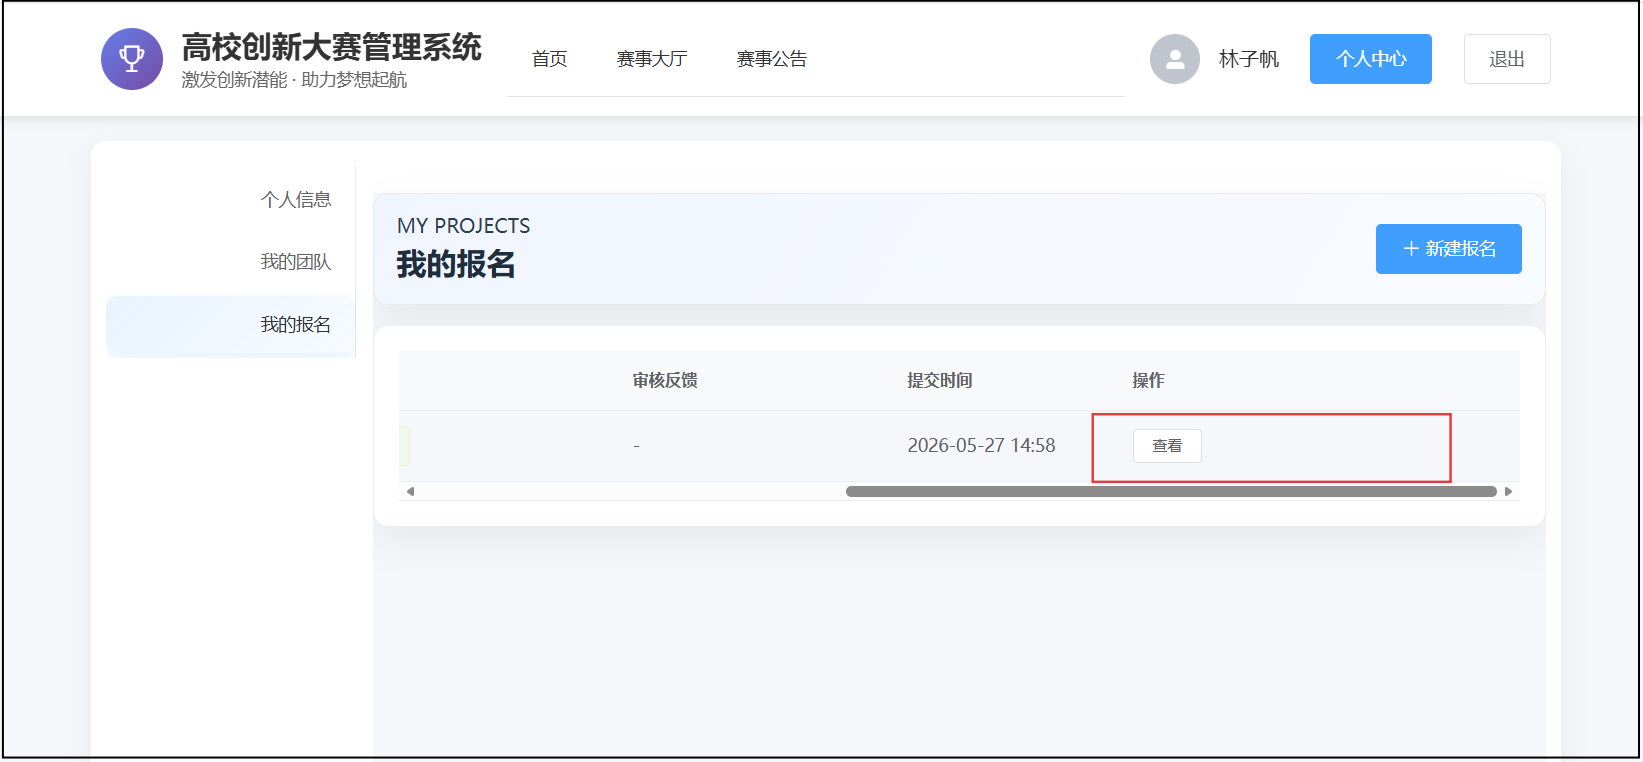 高校创新大赛管理系统
激发创新潜能 · 助力梦想起航
首页 赛事大厅 赛事公告
林子帆 个人中心 退出
个人信息
我的团队
我的报名
MY PROJECTS
我的报名
新建报名
审核反馈 提交时间 操作
- 2026-05-27 14:58 查看